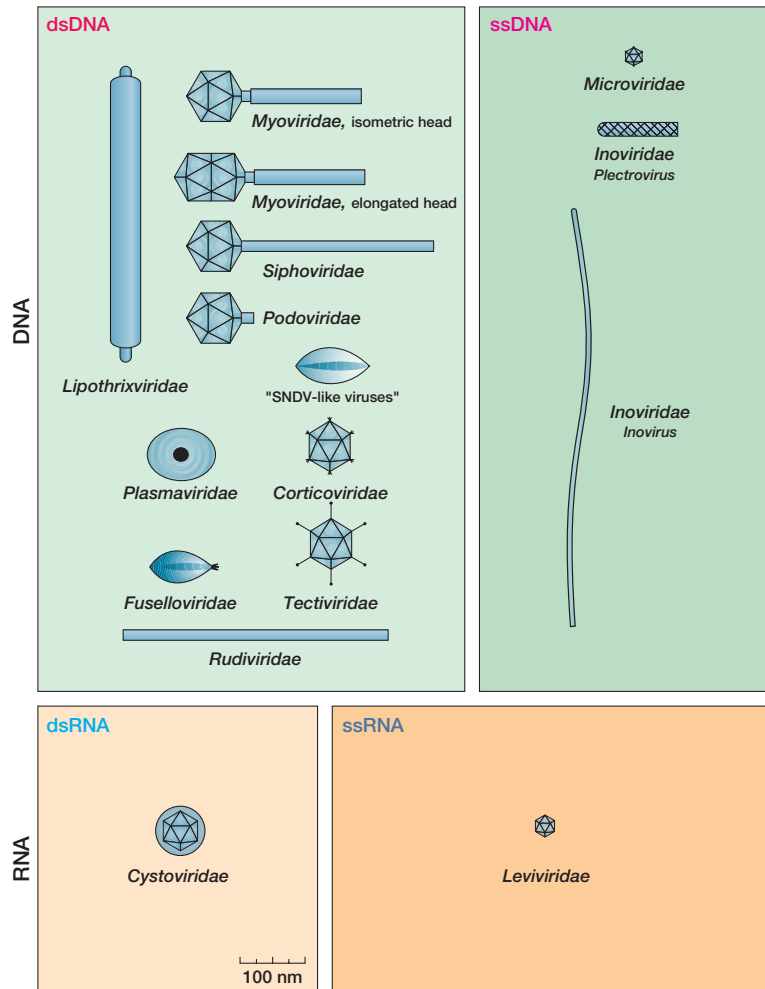 dsDNA
Myoviridae, isometric head
Myoviridae, elongated head
Siphoviridae
Podoviridae
Lipothrixviridae
"SNDV-like viruses"
Plasmaviridae
Corticoviridae
Fuselloviridae
Tectiviridae
Rudiviridae
ssDNA
Microviridae
Inoviridae
Plectrovirus
Inoviridae
Inovirus
DNA
dsRNA
Cystoviridae
100 nm
ssRNA
Leviviridae
RNA